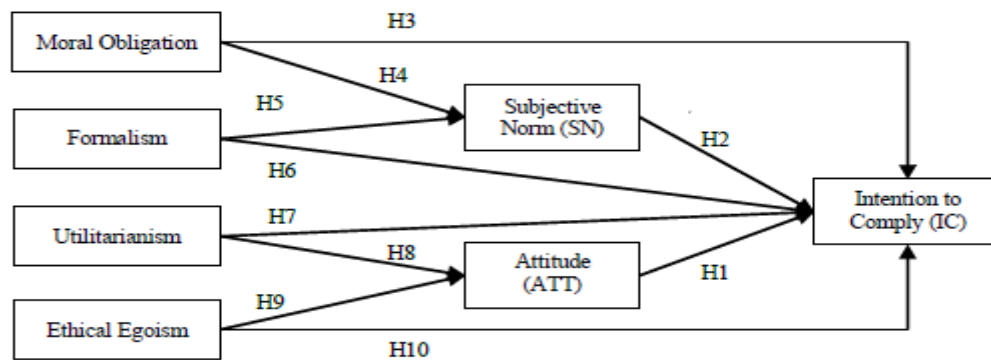 H3
Moral Obligation
H4
H5
Subjective
Norm (SN)
Formalism
H2
H6
Intention to
Comply (IC)
Utilitarianism
H7
H8
Attitude
(ATT)
H1
H9
Ethical Egoism
H10